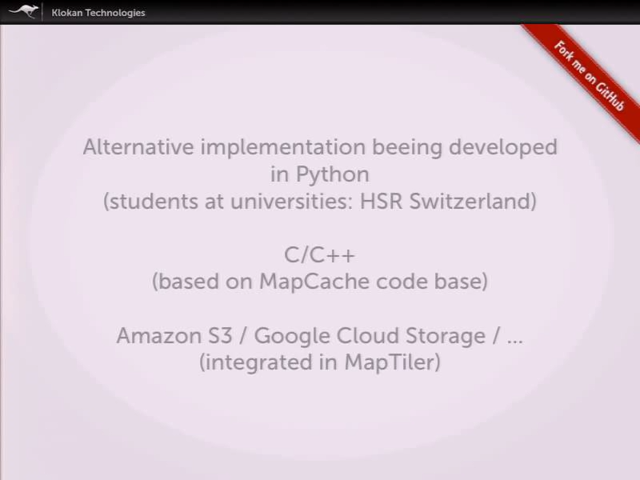 Klokan Technologies
Fork me on GitHub
Alternative implementation beeing developed
in Python
(students at universities: HSR Switzerland)
C/C++
(based on MapCache code base)
Amazon S3 / Google Cloud Storage / ...
(integrated in MapTiler)